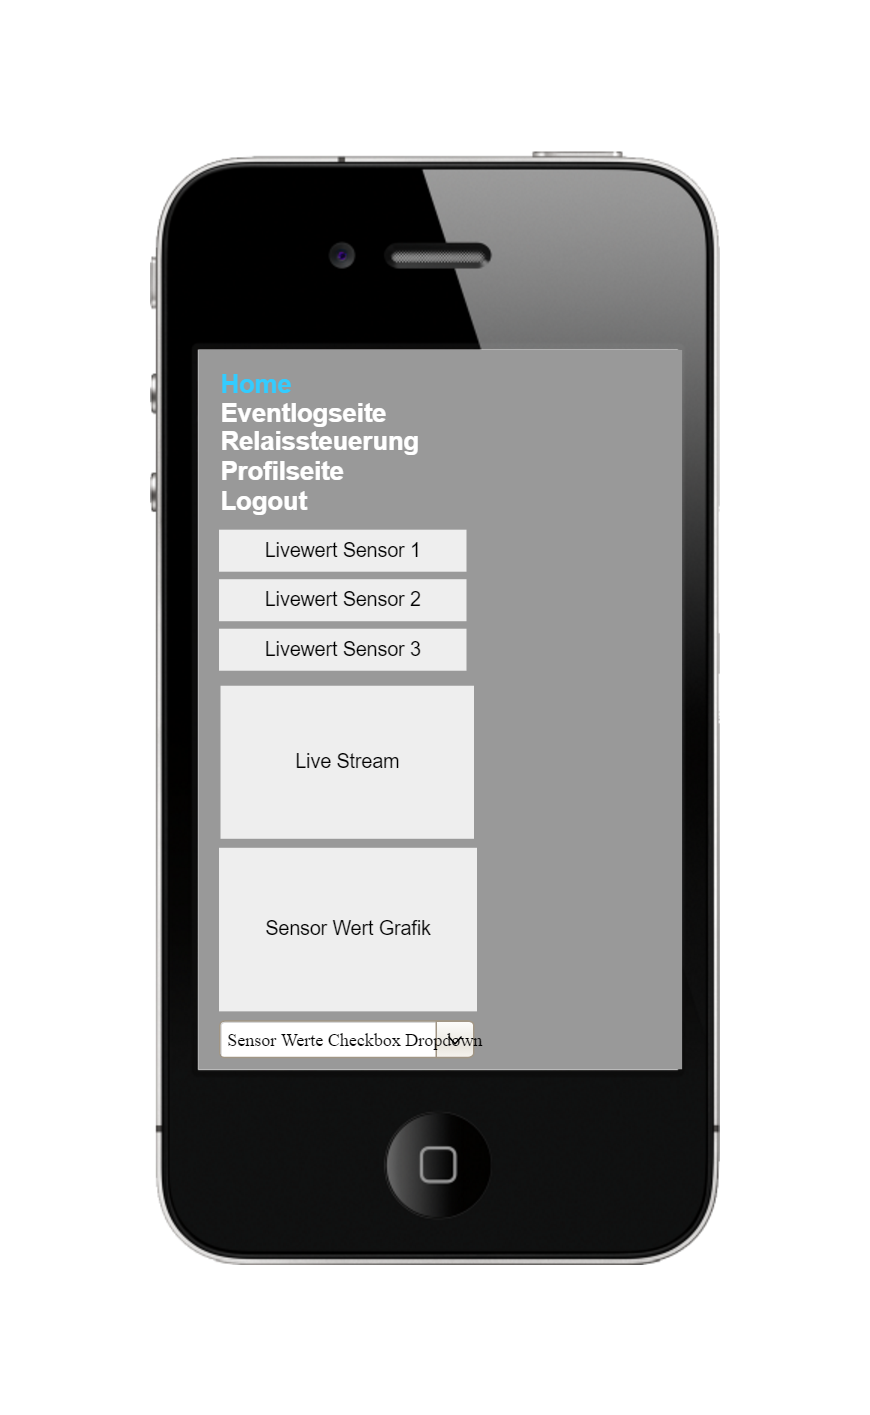 Home
Eventlogseite
Relaissteuerung
Profilseite
Logout
Livewert Sensor 1
Livewert Sensor 2
Livewert Sensor 3
Live Stream
Sensor Wert Grafik
Sensor Werte Checkbox Dropdown